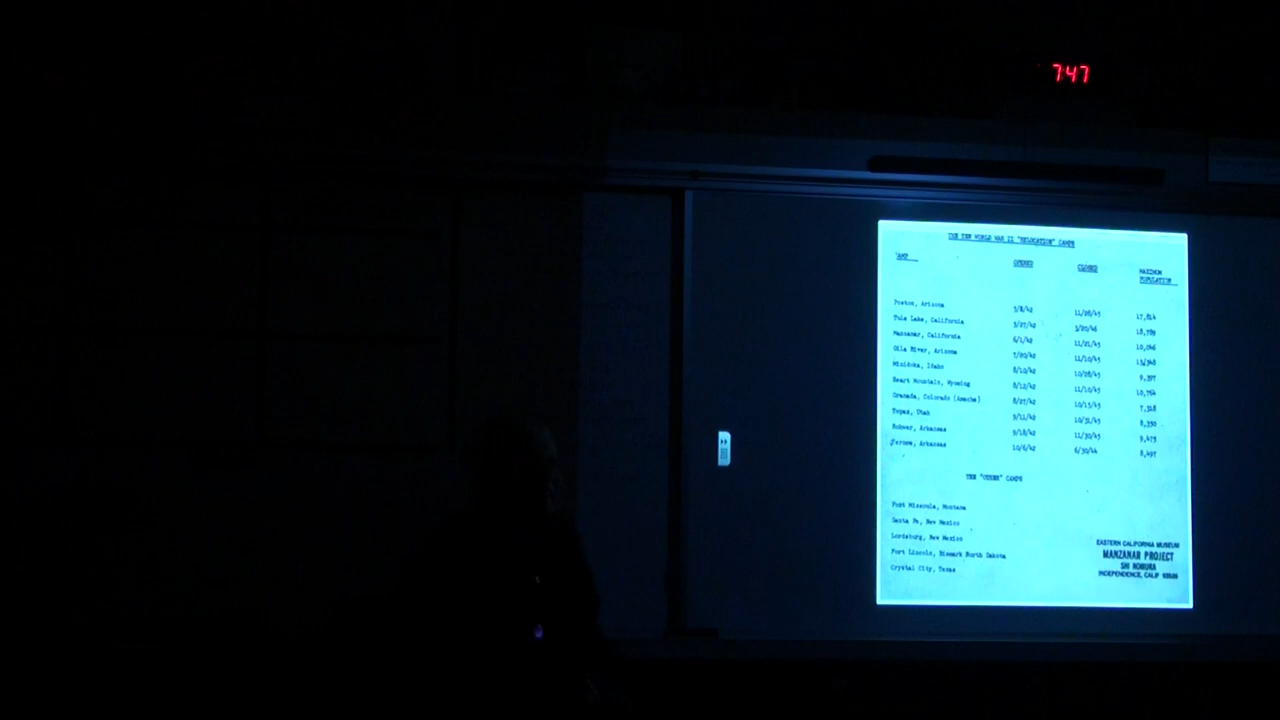 7:47
THE TEN WORLD WAR II "RELOCATION" CAMPS
CAMP OPENED CLOSED MAXIMUM POPULATION
Poston, Arizona 5/8/42 11/28/45 17,814
Tule Lake, California 5/27/42 3/20/46 18,789
Manzanar, California 6/1/42 11/21/45 10,046
Gila River, Arizona 7/20/42 11/10/45 13,348
Minidoka, Idaho 8/10/42 10/28/45 9,397
Heart Mountain, Wyoming 8/12/42 11/10/45 10,764
Granada, Colorado (Amache) 8/27/42 10/15/45 7,318
Topaz, Utah 9/11/42 10/31/45 8,130
Rohwer, Arkansas 9/18/42 11/30/45 9,475
Jerome, Arkansas 10/6/42 6/30/44 8,497
THE "OTHER" CAMPS
Fort Missoula, Montana
Santa Fe, New Mexico
Lordsburg, New Mexico
Fort Lincoln, Bismark North Dakota
Crystal City, Texas
EASTERN CALIFORNIA MUSEUM
MANZANAR PROJECT
SHI NOMURA
INDEPENDENCE, CALIF 93526